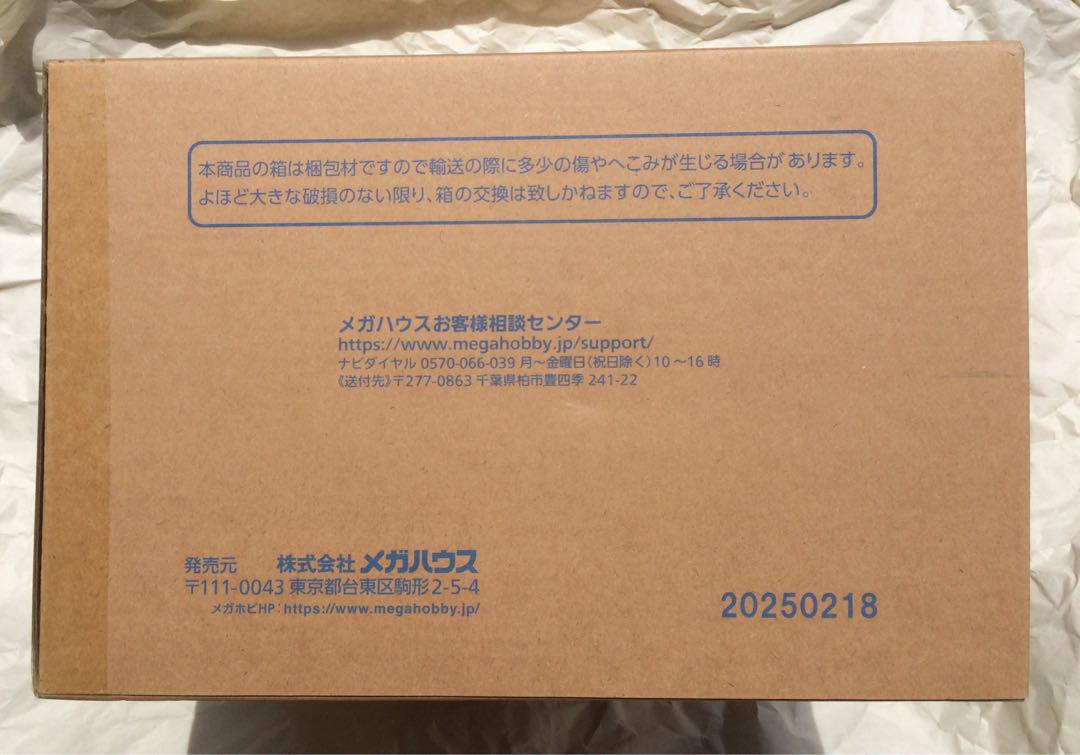 本商品の箱は梱包材ですので輸送の際に多少の傷やへこみが生じる場合があります。
よほど大きな破損のない限り、箱の交換は致しかねますので、ご了承ください。
メガハウスお客様相談センター
https://www.megahobby.jp/support/
ナビダイヤル 0570-066-039 月～金曜日(祝日除く)10～16時
《送付先》〒277-0863 千葉県柏市豊四季 241-22
発売元 株式会社 メガハウス
〒111-0043 東京都台東区駒形2-5-4
メガホビHP:https://www.megahobby.jp/
20250218